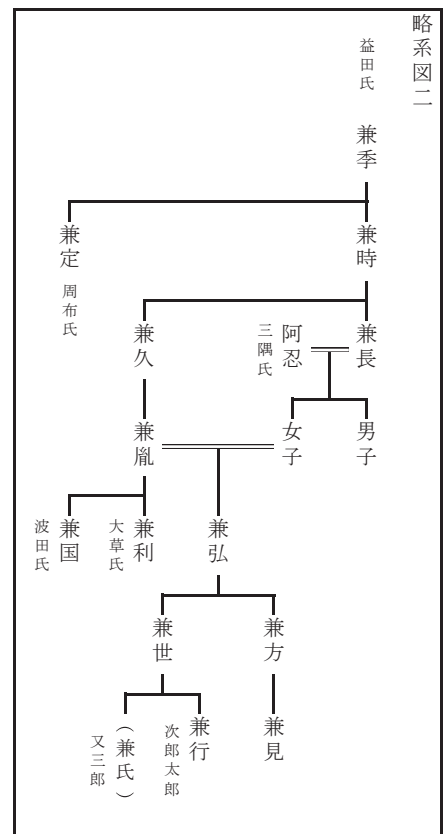 略系図二
益田氏
兼季
兼時
兼定
周布氏
兼長
阿忍
三隅氏
兼久
男子
女子
兼胤
兼弘
兼利
大草氏
兼国
波田氏
兼方
兼世
兼見
兼行
次郎太郎
（兼氏）
又三郎